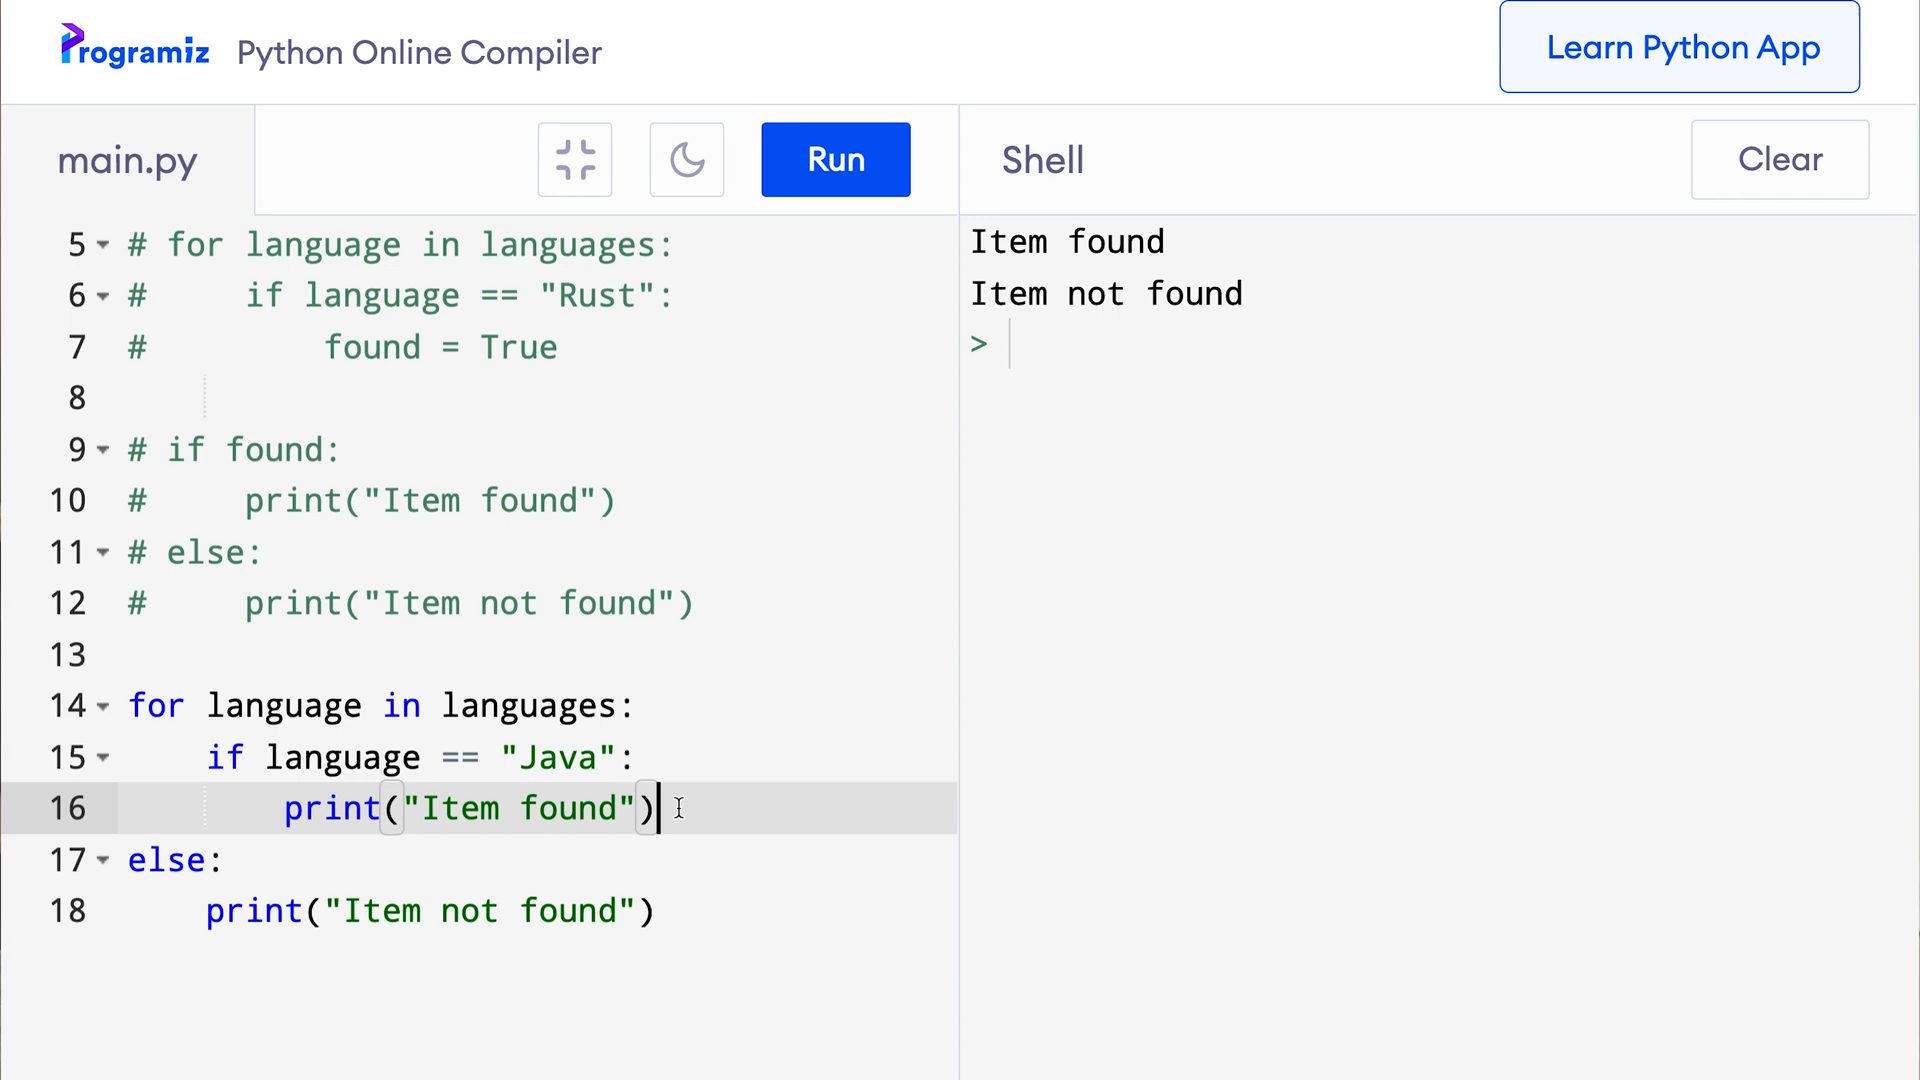 Programiz Python Online Compiler
Learn Python App
main.py
Run
Shell
Clear
5 # for language in languages:
6 #     if language == "Rust":
7 #         found = True
8
9 # if found:
10 #     print("Item found")
11 # else:
12 #     print("Item not found")
13
14 for language in languages:
15     if language == "Java":
16         print("Item found")
17 else:
18     print("Item not found")
Item found
Item not found
>